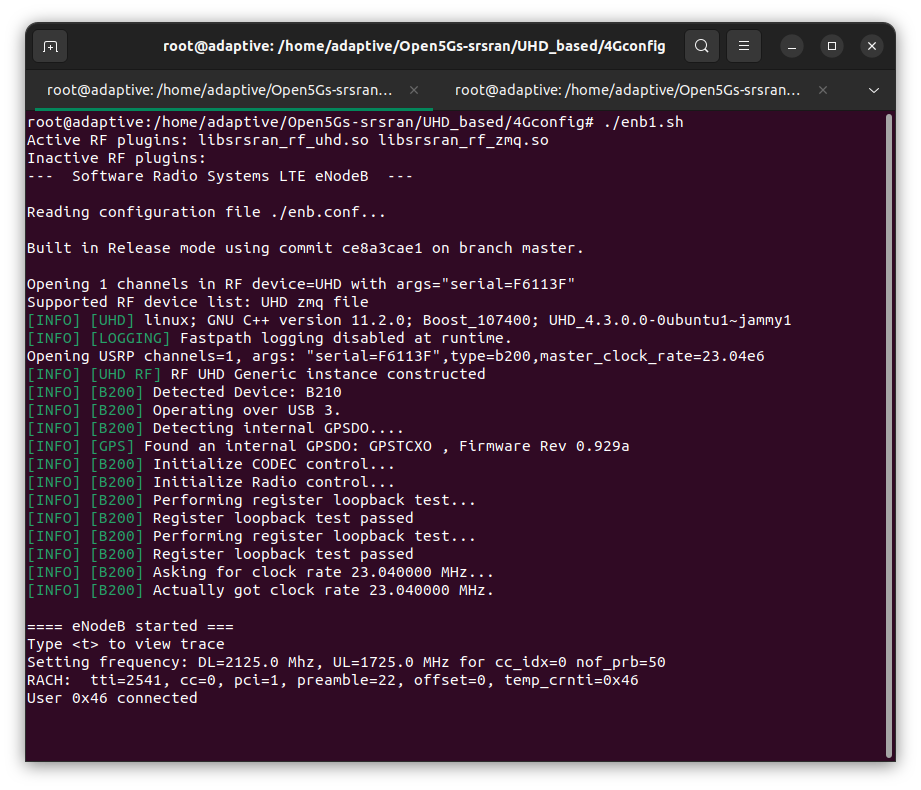 root@adaptive: /home/adaptive/Open5Gs-srsran/UHD_based/4Gconfig
root@adaptive: /home/adaptive/Open5Gs-srsran...
root@adaptive: /home/adaptive/Open5Gs-srsran...
root@adaptive:/home/adaptive/Open5Gs-srsran/UHD_based/4Gconfig# ./enb1.sh
Active RF plugins: libsrsran_rf_uhd.so libsrsran_rf_zmq.so
Inactive RF plugins:
---  Software Radio Systems LTE eNodeB  ---
Reading configuration file ./enb.conf...
Built in Release mode using commit ce8a3cae1 on branch master.
Opening 1 channels in RF device=UHD with args="serial=F6113F"
Supported RF device list: UHD zmq file
[INFO] [UHD] linux; GNU C++ version 11.2.0; Boost_107400; UHD_4.3.0.0-0ubuntu1~jammy1
[INFO] [LOGGING] Fastpath logging disabled at runtime.
Opening USRP channels=1, args: "serial=F6113F",type=b200,master_clock_rate=23.04e6
[INFO] [UHD RF] RF UHD Generic instance constructed
[INFO] [B200] Detected Device: B210
[INFO] [B200] Operating over USB 3.
[INFO] [B200] Detecting internal GPSDO....
[INFO] [GPS] Found an internal GPSDO: GPSTCXO , Firmware Rev 0.929a
[INFO] [B200] Initialize CODEC control...
[INFO] [B200] Initialize Radio control...
[INFO] [B200] Performing register loopback test...
[INFO] [B200] Register loopback test passed
[INFO] [B200] Performing register loopback test...
[INFO] [B200] Register loopback test passed
[INFO] [B200] Asking for clock rate 23.040000 MHz...
[INFO] [B200] Actually got clock rate 23.040000 MHz.
==== eNodeB started ===
Type <t> to view trace
Setting frequency: DL=2125.0 Mhz, UL=1725.0 MHz for cc_idx=0 nof_prb=50
RACH:  tti=2541, cc=0, pci=1, preamble=22, offset=0, temp_crnti=0x46
User 0x46 connected